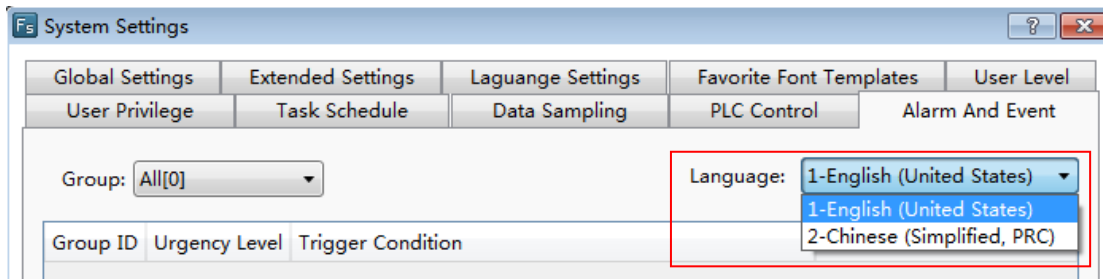 Fs System Settings
Global Settings Extended Settings Laguange Settings Favorite Font Templates User Level
User Privilege Task Schedule Data Sampling PLC Control Alarm And Event
Group: All[0] Language: 1-English (United States)
1-English (United States)
2-Chinese (Simplified, PRC)
Group ID Urgency Level Trigger Condition